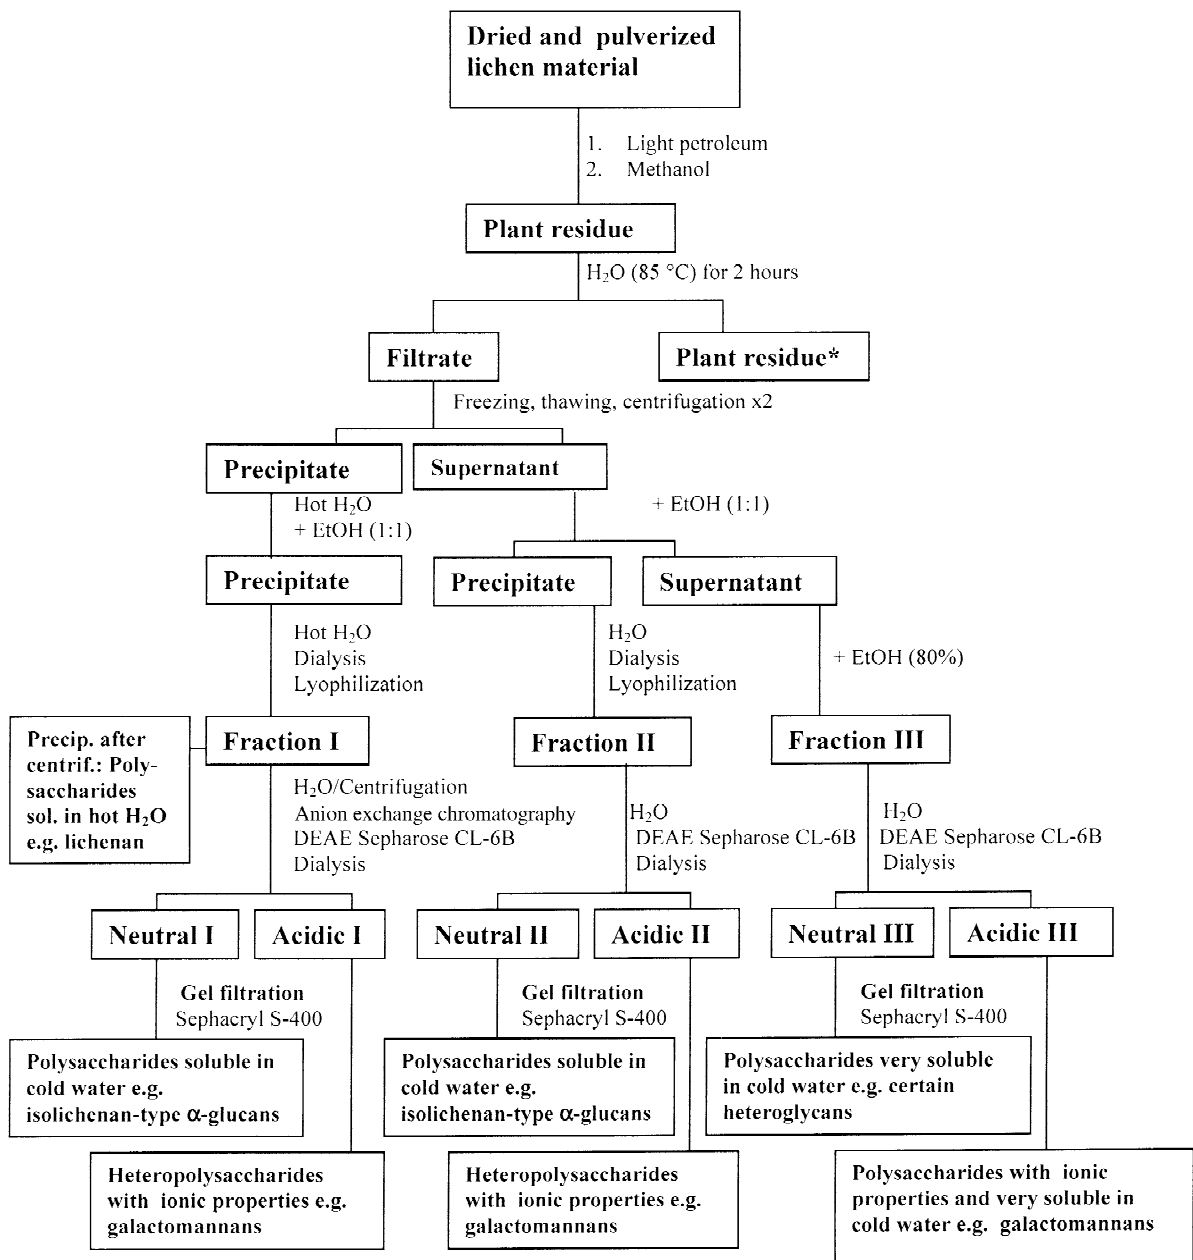 Dried and pulverized
lichen material
1. Light petroleum
2. Methanol
Plant residue
H₂O (85 °C) for 2 hours
Filtrate
Plant residue*
Freezing, thawing, centrifugation x2
Precipitate
Supernatant
Hot H₂O
+ EtOH (1:1)
+ EtOH (1:1)
Precipitate
Precipitate
Supernatant
Hot H₂O
Dialysis
Lyophilization
H₂O
Dialysis
Lyophilization
+ EtOH (80%)
Precip. after
centrif.: Poly-
saccharides
sol. in hot H₂O
e.g. lichenan
Fraction I
Fraction II
Fraction III
H₂O/Centrifugation
Anion exchange chromatography
DEAE Sepharose CL-6B
Dialysis
H₂O
DEAE Sepharose CL-6B
Dialysis
H₂O
DEAE Sepharose CL-6B
Dialysis
Neutral I
Acidic I
Neutral II
Acidic II
Neutral III
Acidic III
Gel filtration
Sephacryl S-400
Gel filtration
Sephacryl S-400
Gel filtration
Sephacryl S-400
Polysaccharides soluble in
cold water e.g.
isolichenan-type α-glucans
Polysaccharides soluble in
cold water e.g.
isolichenan-type α-glucans
Polysaccharides very soluble
in cold water e.g. certain
heteroglycans
Heteropolysaccharides
with ionic properties e.g.
galactomannans
Heteropolysaccharides
with ionic properties e.g.
galactomannans
Polysaccharides with ionic
properties and very soluble in
cold water e.g. galactomannans